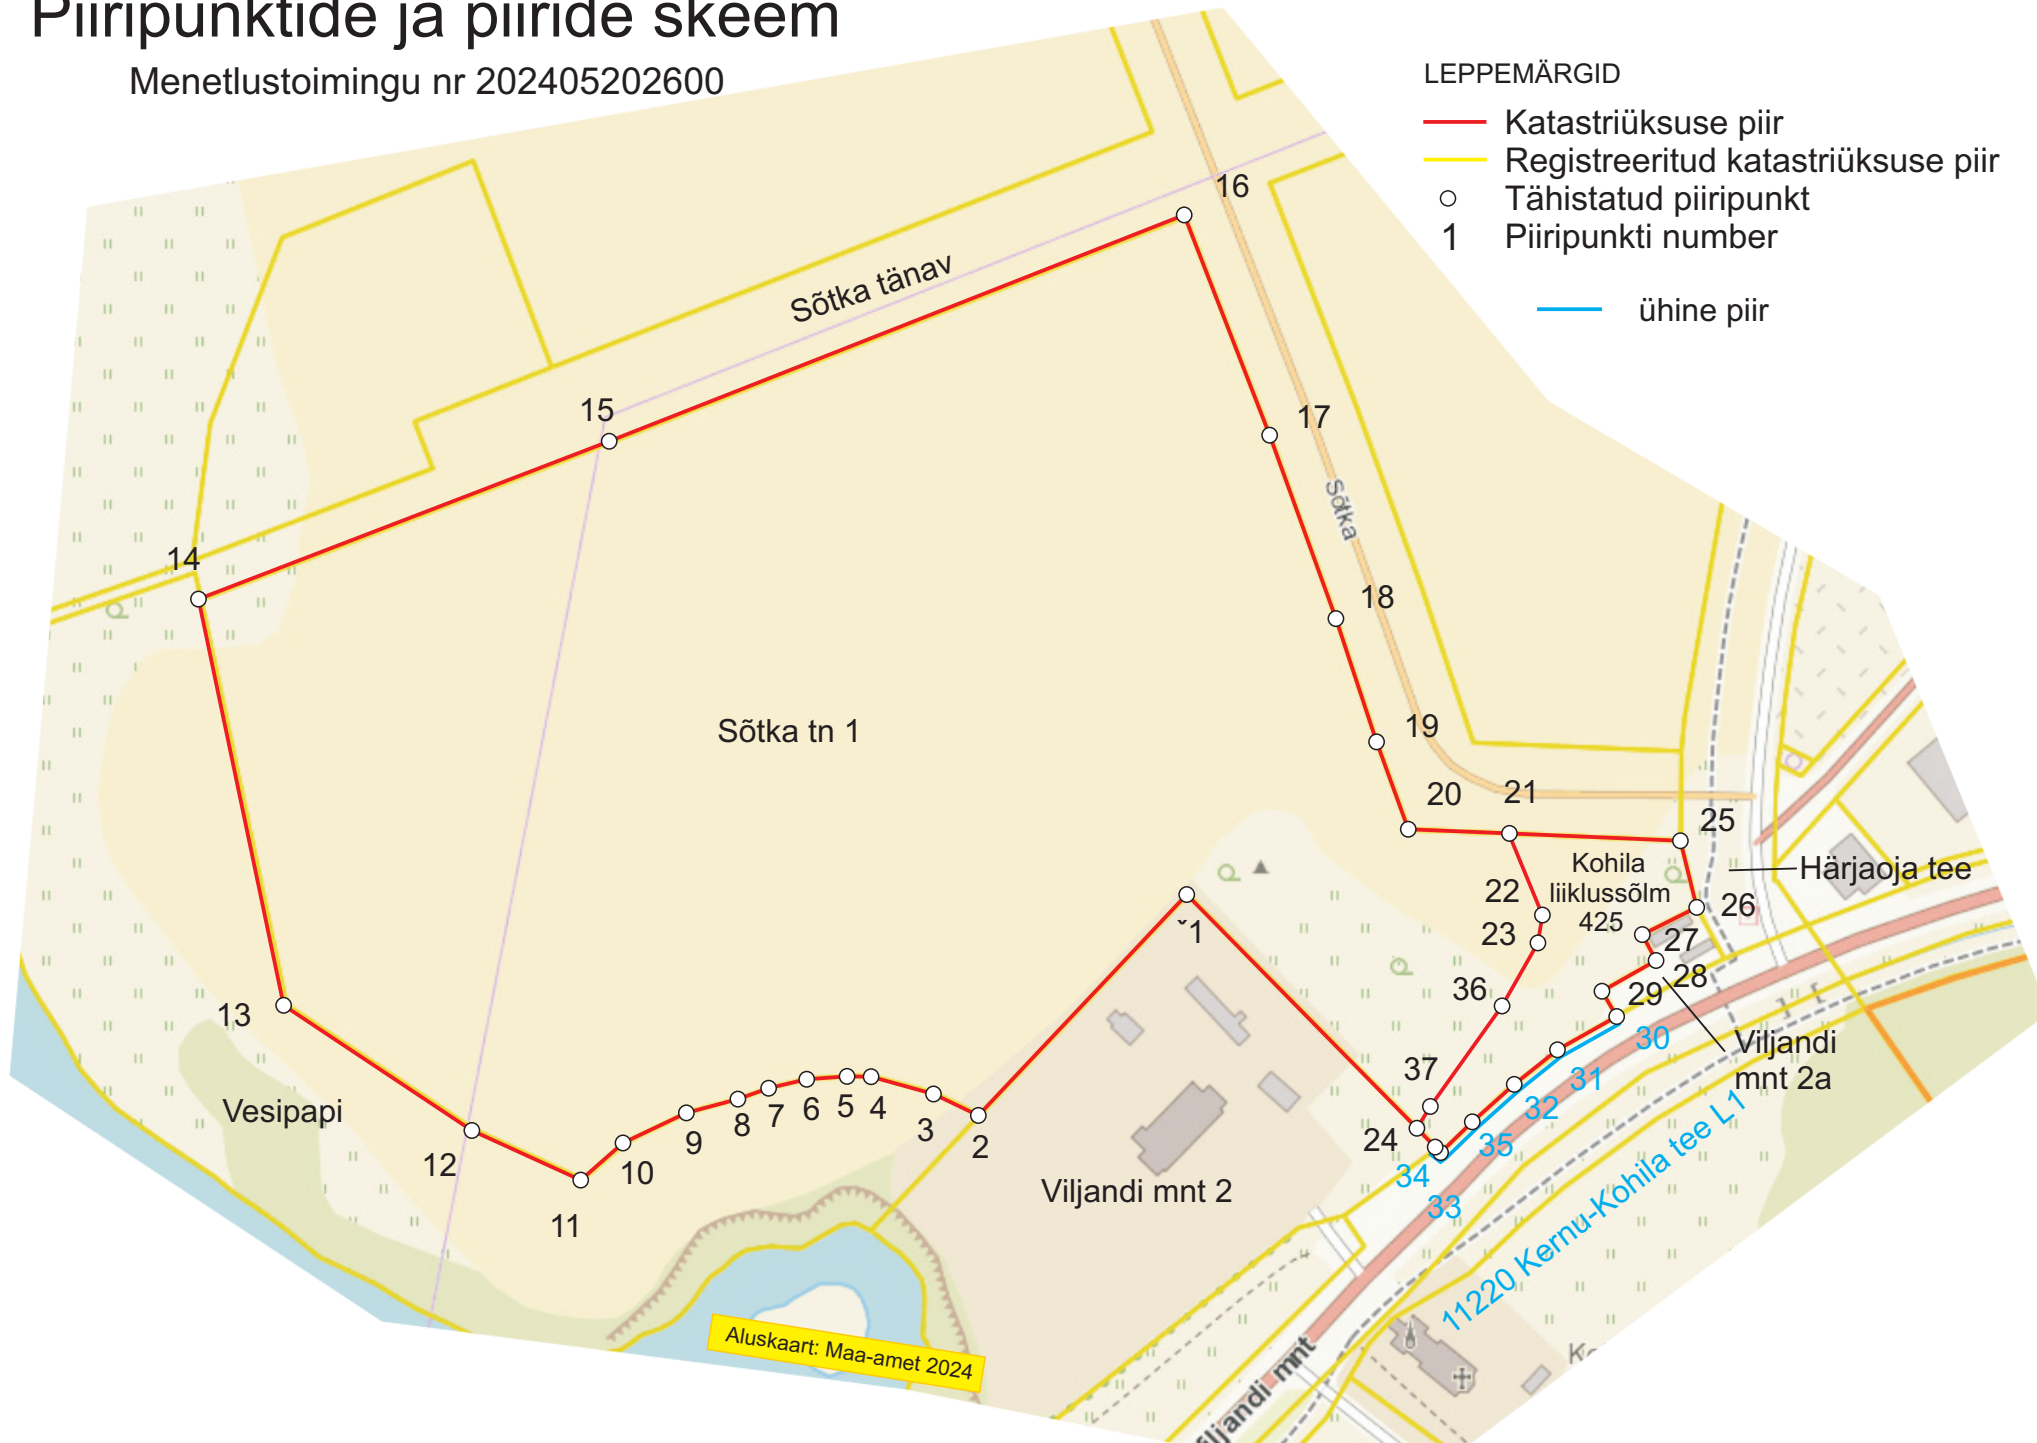 Piiripunktide ja piiride skeem
Menetlustoimingu nr 202405202600
LEPPEMÄRGID
Katastriüksuse piir
Registreeritud katastriüksuse piir
Tähistatud piiripunkt
1 Piiripunkti number
ühine piir
16
Sõtka tänav
15
17
Sõtka
14
18
19
Sõtka tn 1
20
21
25
Kohila
liiklussõlm
425
Härjaoja tee
22
26
1
23
27
28
36
29
13
30
Viljandi
mnt 2a
31
37
32
Vesipapi
12
10
9
8
7
6
5
4
3
2
24
35
34
33
11
Viljandi mnt 2
11220 Kernu-Kohila tee L1
Aluskaart: Maa-amet 2024
iljandi mnt